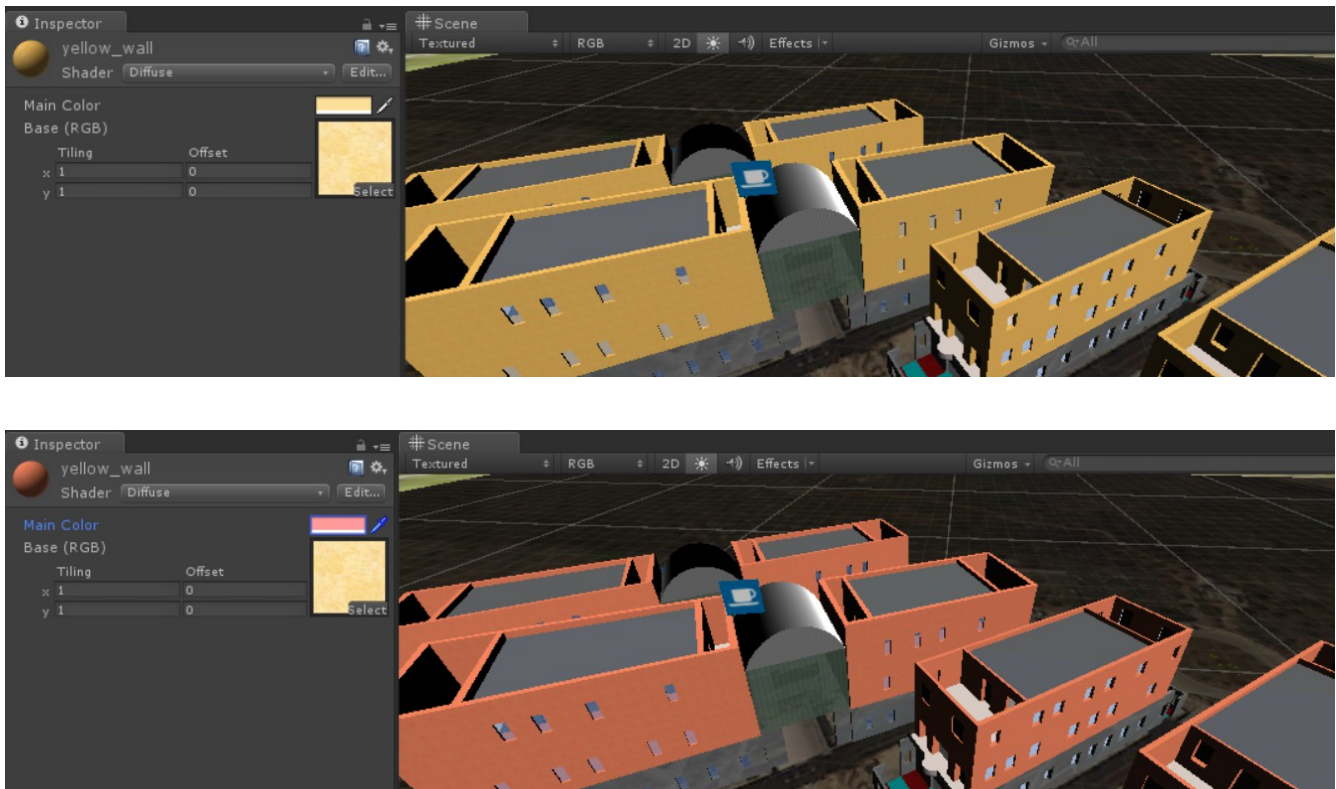 Inspector
yellow_wall
Shader Diffuse Edit...
Main Color
Base (RGB)
Tiling Offset
x 1 0
y 1 0
Select
Scene
Textured RGB 2D Effects Gizmos All
Inspector
yellow_wall
Shader Diffuse Edit...
Main Color
Base (RGB)
Tiling Offset
x 1 0
y 1 0
Select
Scene
Textured RGB 2D Effects Gizmos All